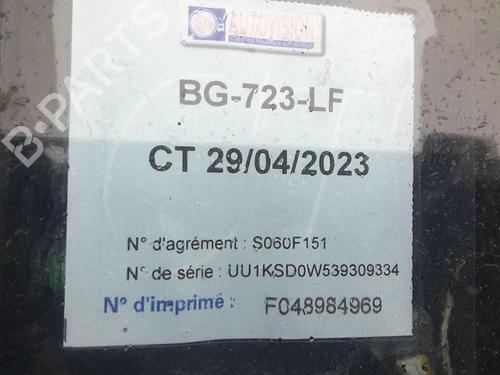 AUTOVISION
BG-723-LF
CT 29/04/2023
N° d'agrément : S060F151
N° de série : UU1KSD0W539309334
N° d'imprimé : F048984969
B-PARTS